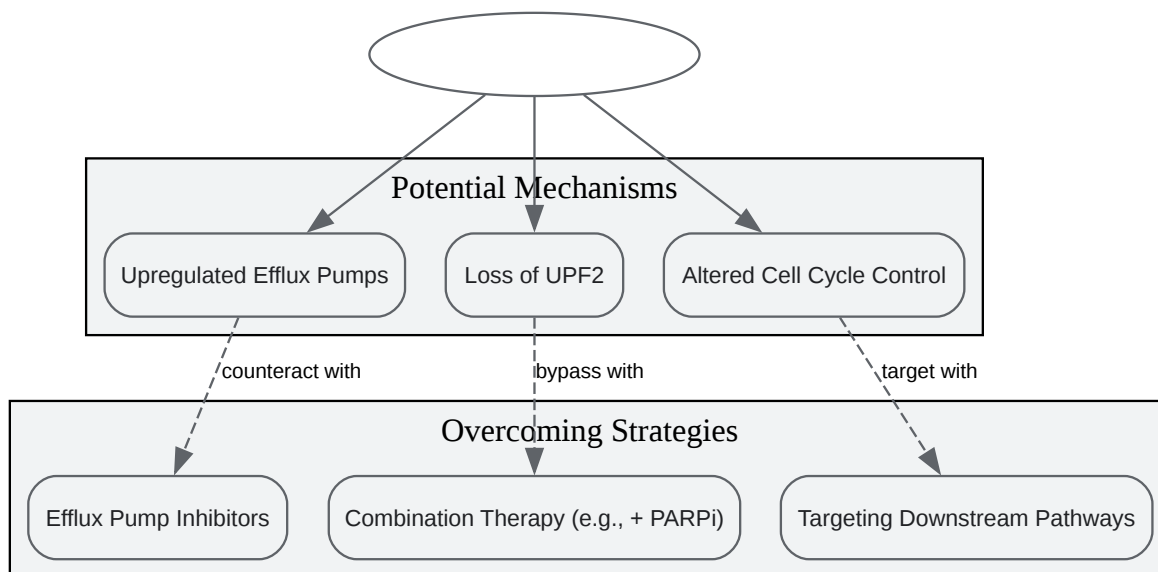 Potential Mechanisms
Upregulated Efflux Pumps
Loss of UPF2
Altered Cell Cycle Control
counteract with
bypass with
target with
Overcoming Strategies
Efflux Pump Inhibitors
Combination Therapy (e.g., + PARPi)
Targeting Downstream Pathways